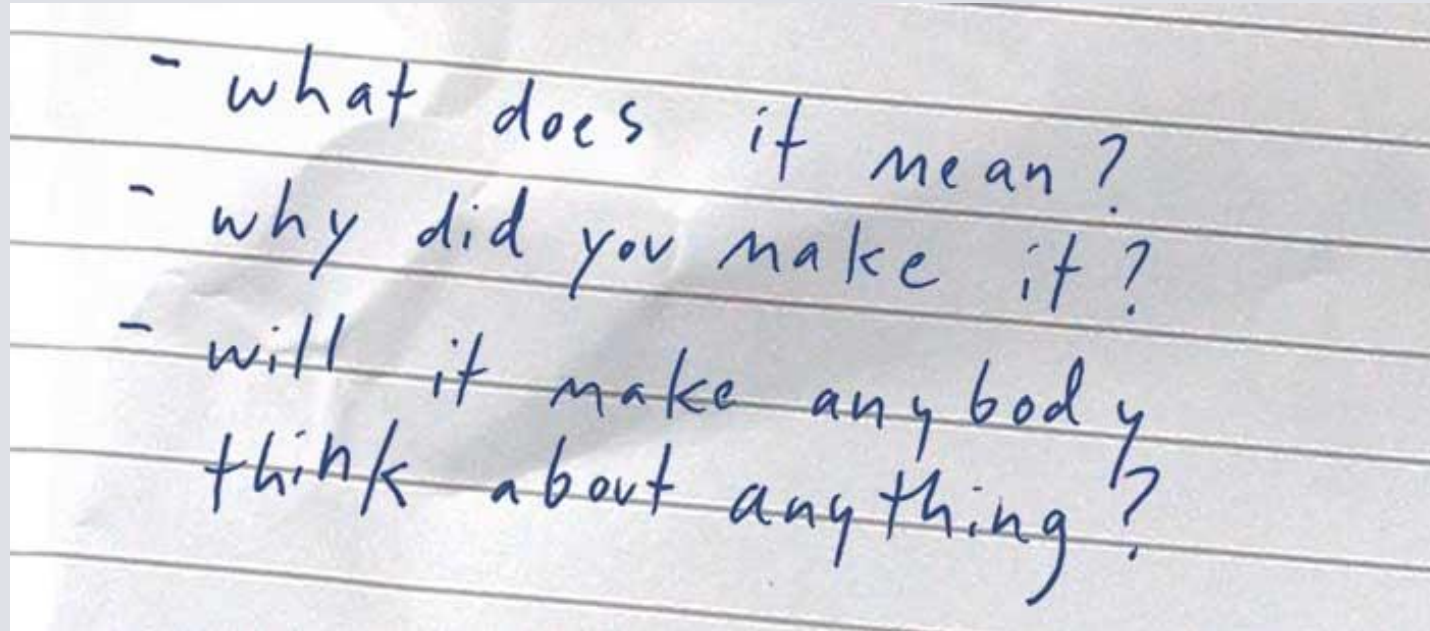 - what does it mean?
- why did you make it?
- will it make anybody
think about anything?